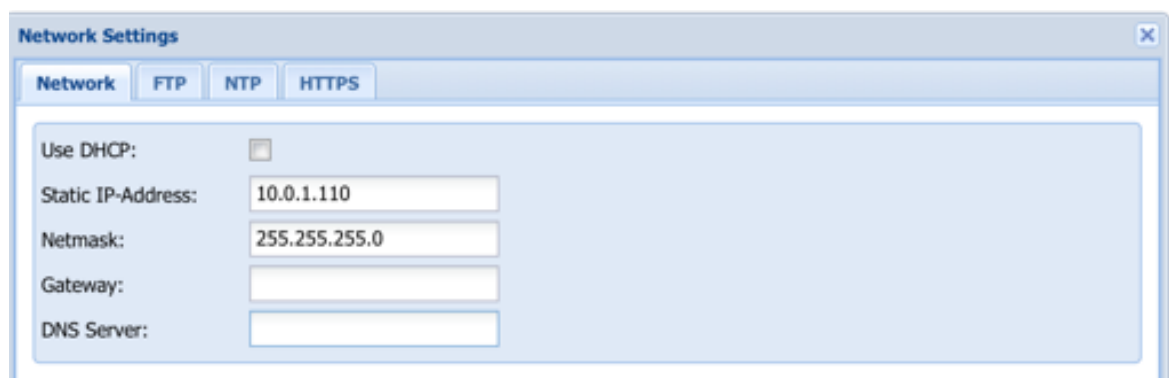 Network Settings
Network FTP NTP HTTPS
Use DHCP:
Static IP-Address: 10.0.1.110
Netmask: 255.255.255.0
Gateway:
DNS Server: